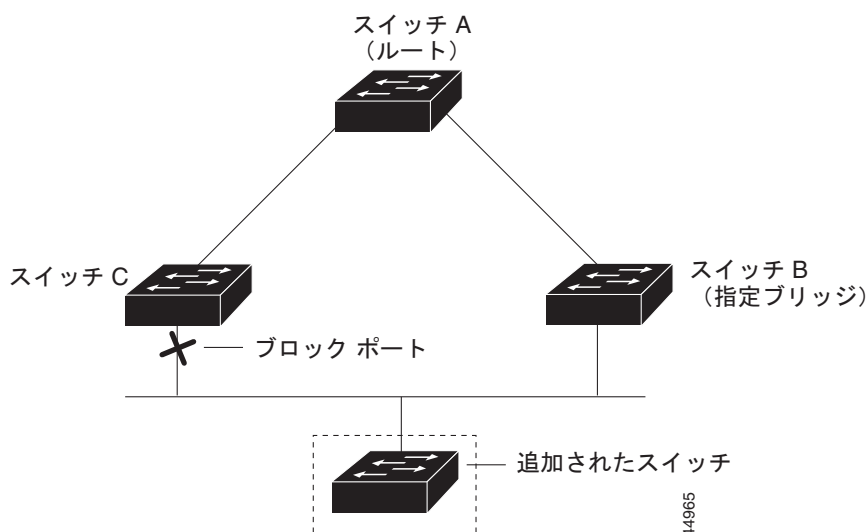 スイッチ A
（ルート）
スイッチ C
スイッチ B
（指定ブリッジ）
ブロック ポート
追加されたスイッチ
44965